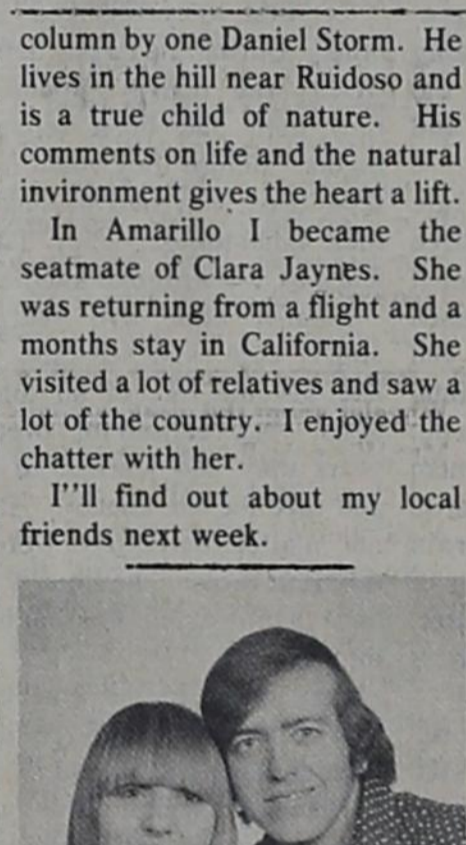 column by one Daniel Storm. He
lives in the hill near Ruidoso and
is a true child of nature. His
comments on life and the natural
invironment gives the heart a lift.
In Amarillo I became the
seatmate of Clara Jaynes. She
was returning from a flight and a
months stay in California. She
visited a lot of relatives and saw a
lot of the country. I enjoyed the
chatter with her.
I''ll find out about my local
friends next week.